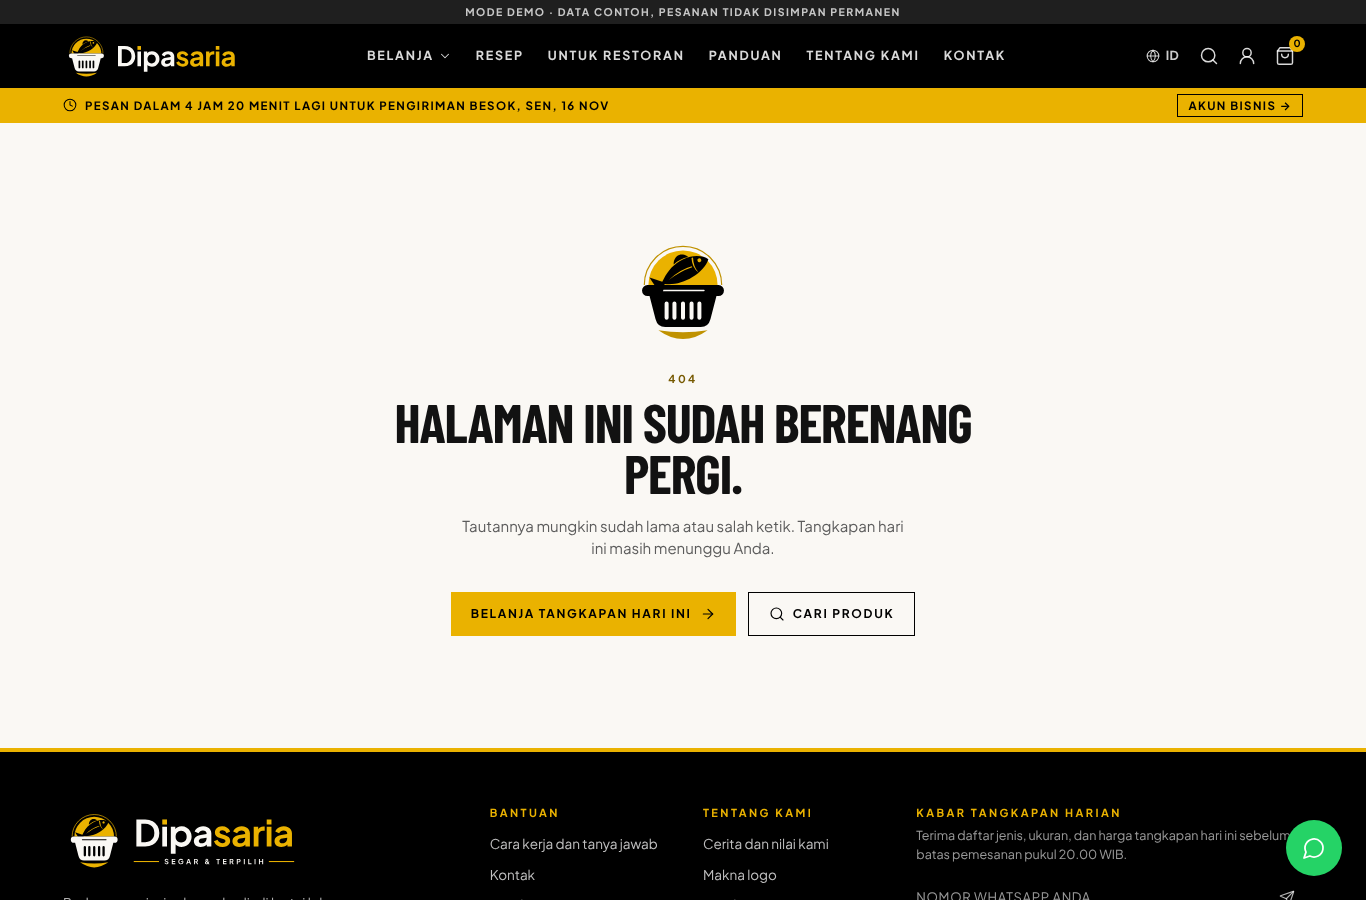 MODE DEMO · DATA CONTOH, PESANAN TIDAK DISIMPAN PERMANEN
Dipasaria
BELANJA
RESEP
UNTUK RESTORAN
PANDUAN
TENTANG KAMI
KONTAK
ID
0
PESAN DALAM 4 JAM 20 MENIT LAGI UNTUK PENGIRIMAN BESOK, SEN, 16 NOV
AKUN BISNIS →
404
HALAMAN INI SUDAH BERENANG
PERGI.
Tautannya mungkin sudah lama atau salah ketik. Tangkapan hari
ini masih menunggu Anda.
BELANJA TANGKAPAN HARI INI
CARI PRODUK
Dipasaria
SEGAR & TERPILIH
BANTUAN
Cara kerja dan tanya jawab
Kontak
TENTANG KAMI
Cerita dan nilai kami
Makna logo
KABAR TANGKAPAN HARIAN
Terima daftar jenis, ukuran, dan harga tangkapan hari ini sebelum
batas pemesanan pukul 20.00 WIB.
NOMOR WHATSAPP ANDA